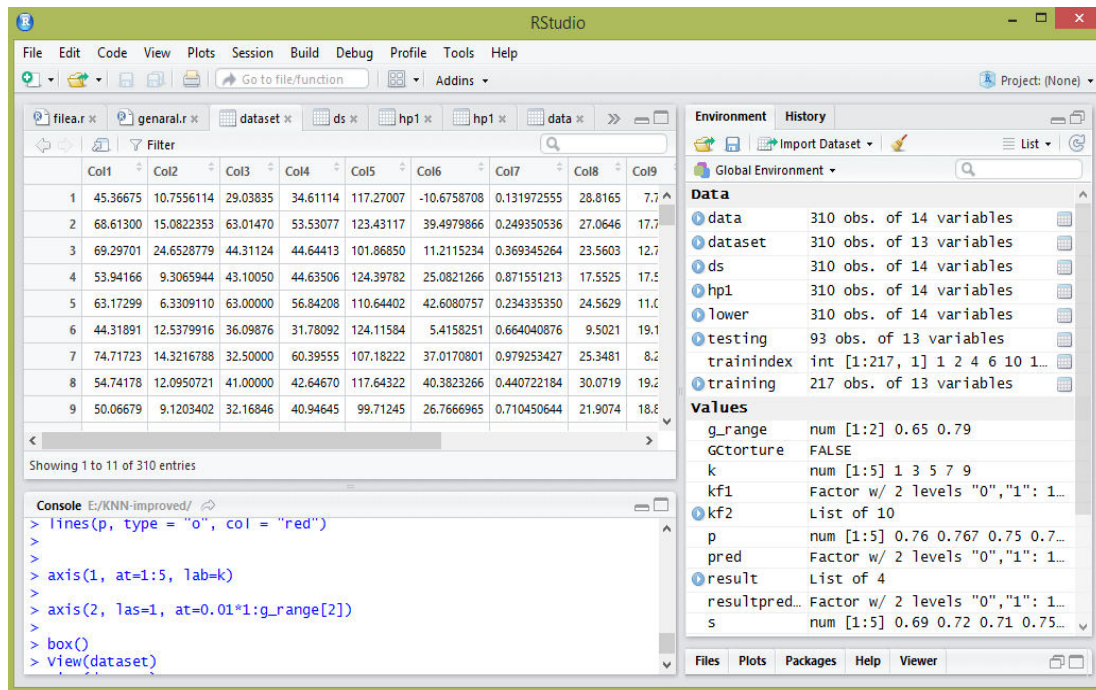 RStudio
File Edit Code View Plots Session Build Debug Profile Tools Help
Go to file/function Addins Project: (None)
filea.r genaral.r dataset ds hp1 hp1 data
Filter
Col1 Col2 Col3 Col4 Col5 Col6 Col7 Col8 Col9
1 45.36675 10.7556114 29.03835 34.61114 117.27007 -10.6758708 0.131972555 28.8165 7.7
2 68.61300 15.0822353 63.01470 53.53077 123.43117 39.4979866 0.249350536 27.0646 17.7
3 69.29701 24.6528779 44.31124 44.64413 101.86850 11.2115234 0.369345264 23.5603 12.7
4 53.94166 9.3065944 43.10050 44.63506 124.39782 25.0821266 0.871551213 17.5525 17.5
5 63.17299 6.3309110 63.00000 56.84208 110.64402 42.6080757 0.234335350 24.5629 11.0
6 44.31891 12.5379916 36.09876 31.78092 124.11584 5.4158251 0.664040876 9.5021 19.1
7 74.71723 14.3216788 32.50000 60.39555 107.18222 37.0170801 0.979253427 25.3481 8.2
8 54.74178 12.0950721 41.00000 42.64670 117.64322 40.3823266 0.440722184 30.0719 19.2
9 50.06679 9.1203402 32.16846 40.94645 99.71245 26.7666965 0.710450644 21.9074 18.8
Showing 1 to 11 of 310 entries
Console E:/KNN-improved/
> lines(p, type = "o", col = "red")
>
>
> axis(1, at=1:5, lab=k)
>
> axis(2, las=1, at=0.01*1:g_range[2])
>
> box()
> View(dataset)
Environment History
Import Dataset List
Global Environment
Data
data 310 obs. of 14 variables
dataset 310 obs. of 13 variables
ds 310 obs. of 14 variables
hp1 310 obs. of 14 variables
lower 310 obs. of 14 variables
testing 93 obs. of 13 variables
trainindex int [1:217, 1] 1 2 4 6 10 1…
training 217 obs. of 13 variables
Values
g_range num [1:2] 0.65 0.79
GCtorture FALSE
k num [1:5] 1 3 5 7 9
kf1 Factor w/ 2 levels "0","1": 1…
kf2 List of 10
p num [1:5] 0.76 0.767 0.75 0.7…
pred Factor w/ 2 levels "0","1": 1…
result List of 4
resultpred… Factor w/ 2 levels "0","1": 1…
s num [1:5] 0.69 0.72 0.71 0.75…
Files Plots Packages Help Viewer